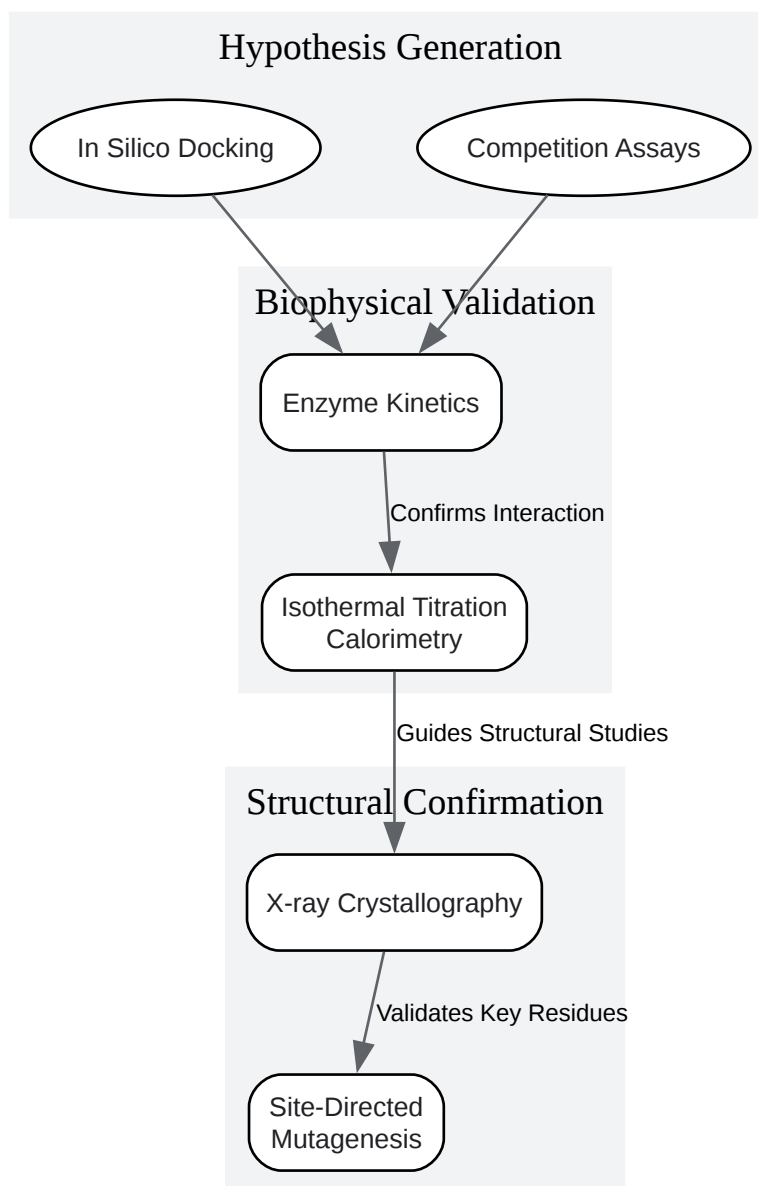 Hypothesis Generation
In Silico Docking
Competition Assays
Biophysical Validation
Enzyme Kinetics
Confirms Interaction
Isothermal Titration
Calorimetry
Guides Structural Studies
Structural Confirmation
X-ray Crystallography
Validates Key Residues
Site-Directed
Mutagenesis